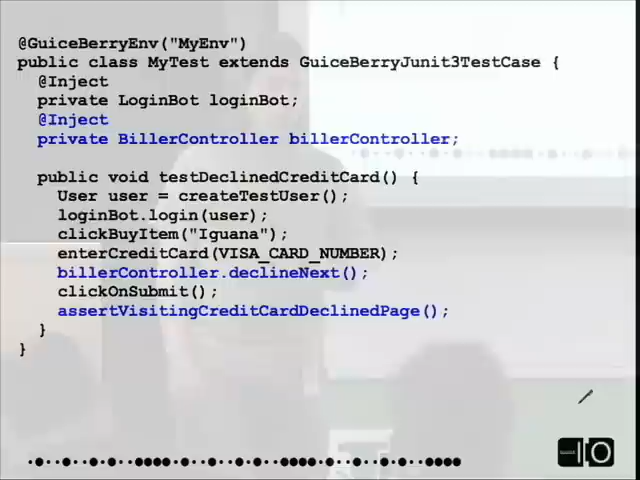 @GuiceBerryEnv("MyEnv")
public class MyTest extends GuiceBerryJunit3TestCase {
@Inject
private LoginBot loginBot;
@Inject
private BillerController billerController;
public void testDeclinedCreditCard() {
User user = createTestUser();
loginBot.login(user);
clickBuyItem("Iguana");
enterCreditCard(VISA_CARD_NUMBER);
billerController.declineNext();
clickOnSubmit();
assertVisitingCreditCardDeclinedPage();
}
}
IO